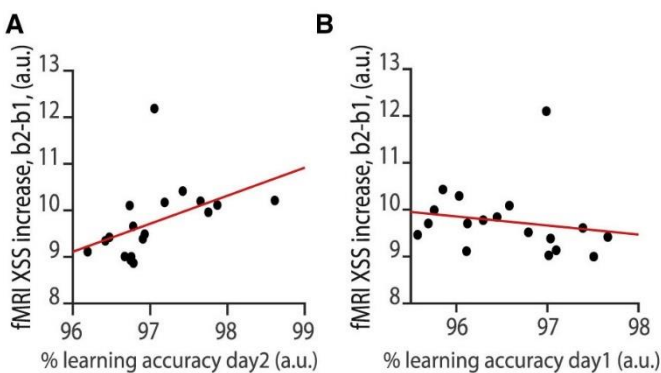 A
fMRI XSS increase, b2-b1, (a.u.)
13
12
11
10
9
8
96 97 98 99
% learning accuracy day2 (a.u.)
B
fMRI XSS increase, b2-b1, (a.u.)
13
12
11
10
9
8
96 97 98
% learning accuracy day1 (a.u.)